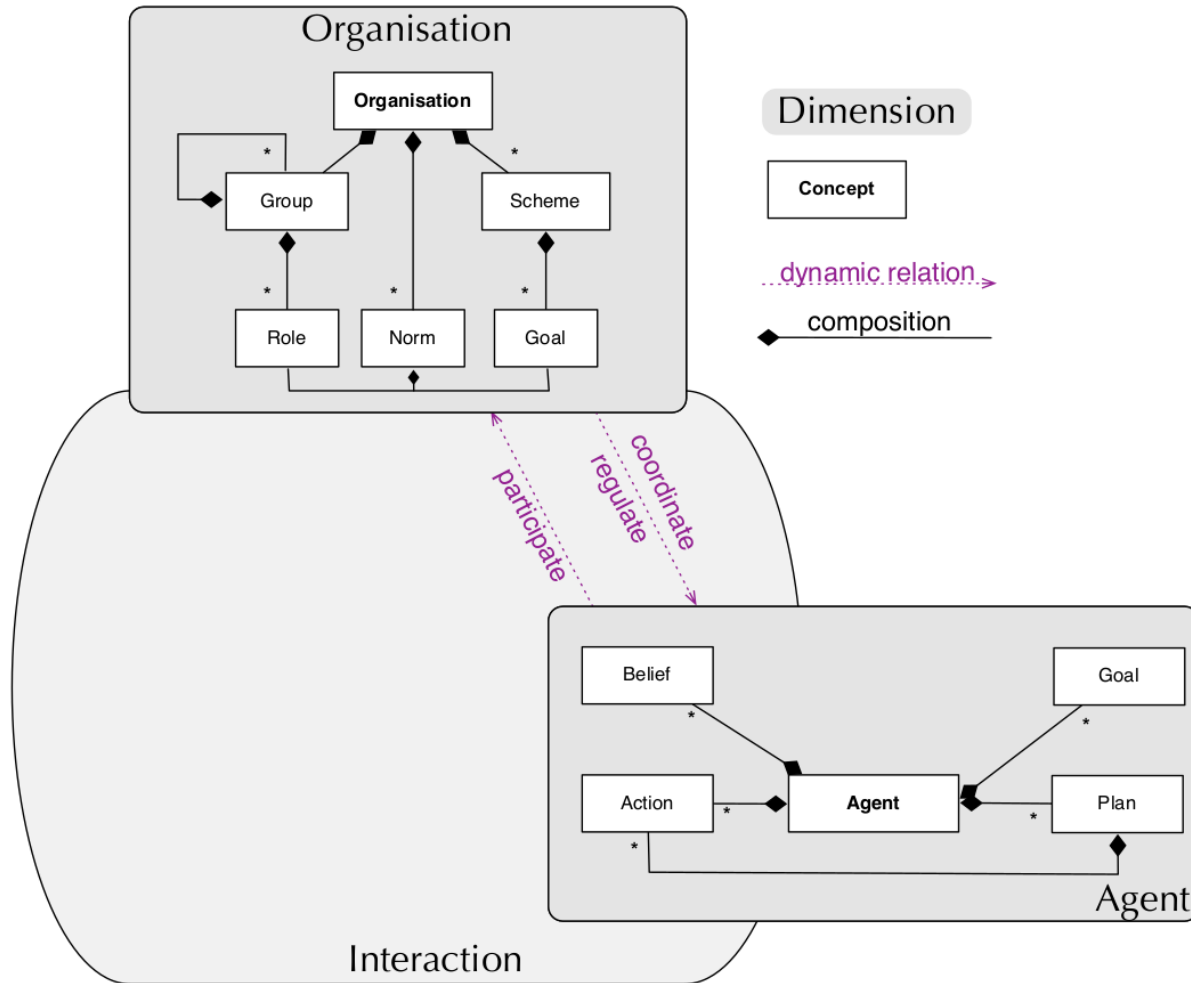 Organisation
Organisation
*
*
Group
Scheme
*
*
*
Role
Norm
Goal
Dimension
Concept
dynamic relation
composition
participate
coordinate
regulate
Belief
Goal
*
*
Action
Agent
Plan
*
*
*
Agent
Interaction